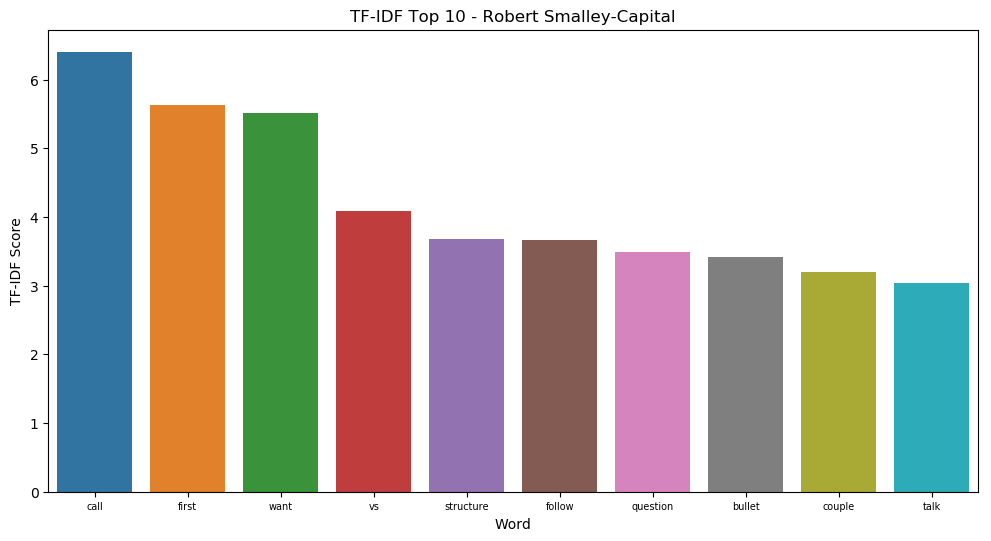 TF-IDF Top 10 - Robert Smalley-Capital
TF-IDF Score
6
5
4
3
2
1
0
call first want vs structure follow question bullet couple talk
Word